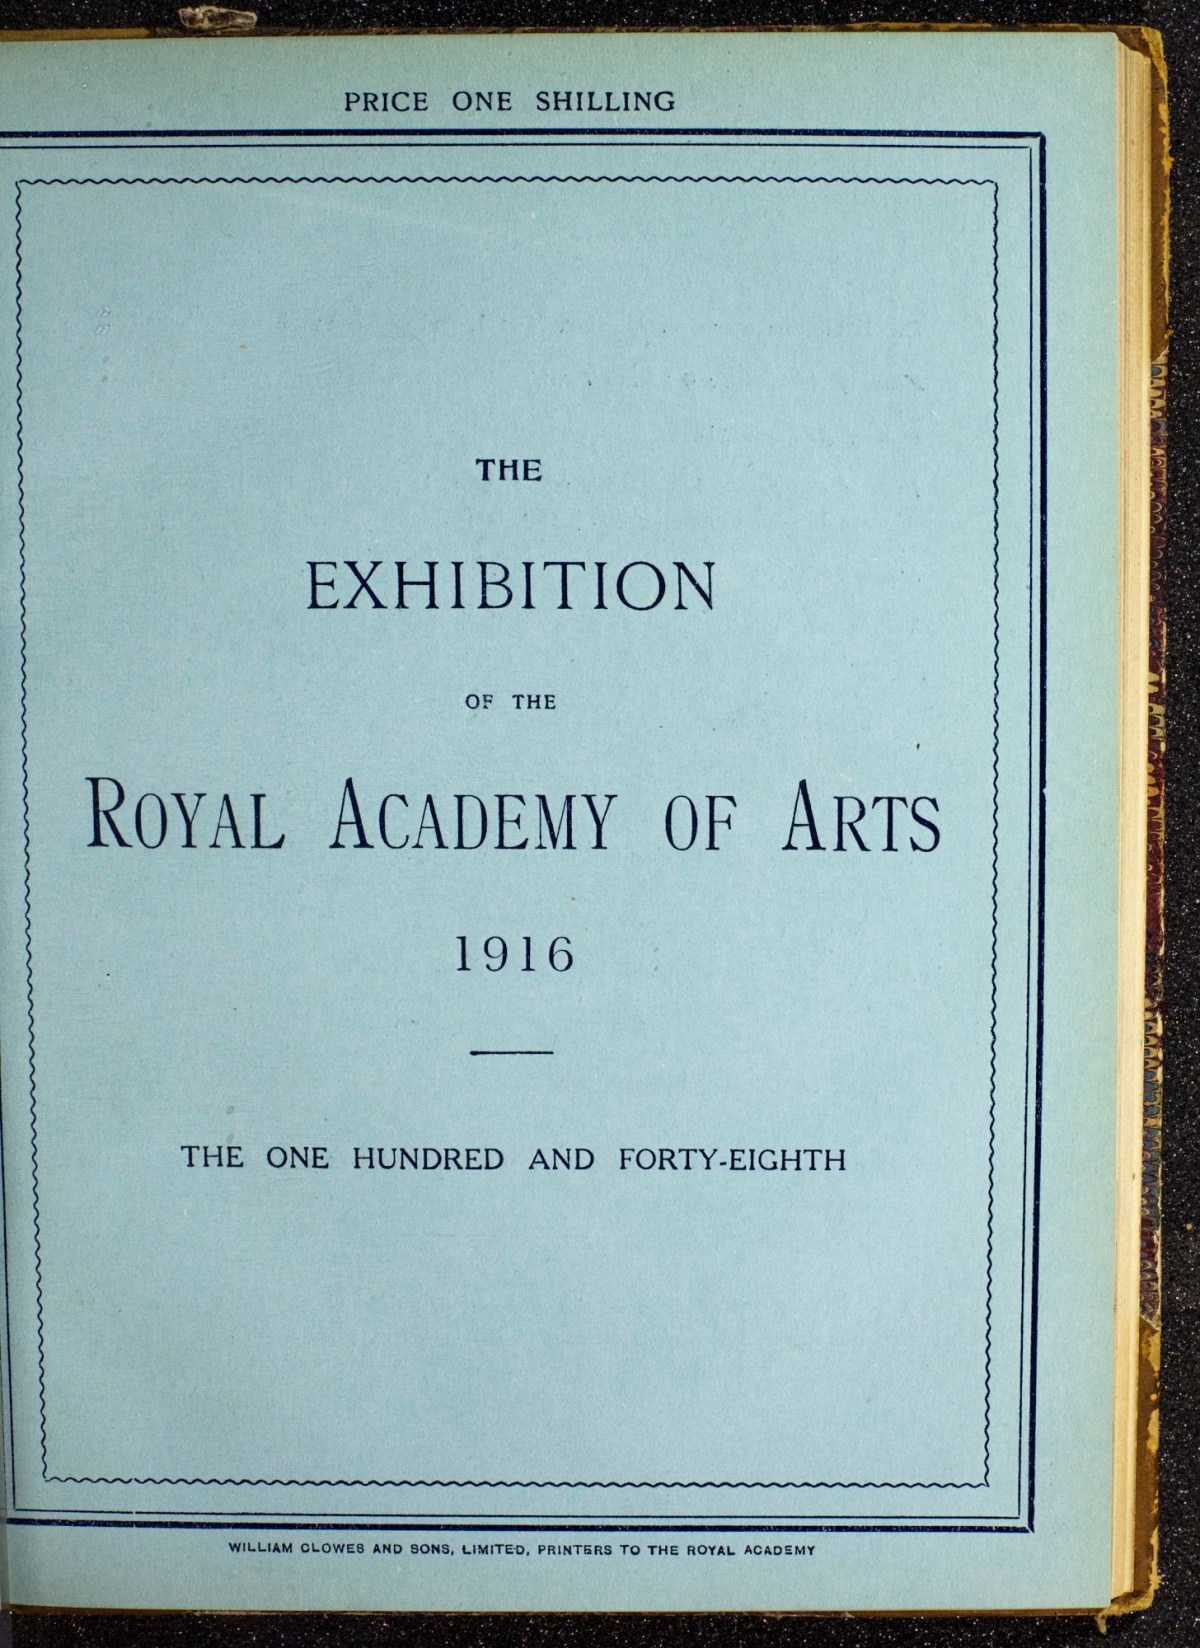 PRICE ONE SHILLING
THE
EXHIBITION
OF THE
ROYAL ACADEMY OF ARTS
1916
THE ONE HUNDRED AND FORTY-EIGHTH
WILLIAM CLOWES AND SONS, LIMITED, PRINTERS TO THE ROYAL ACADEMY